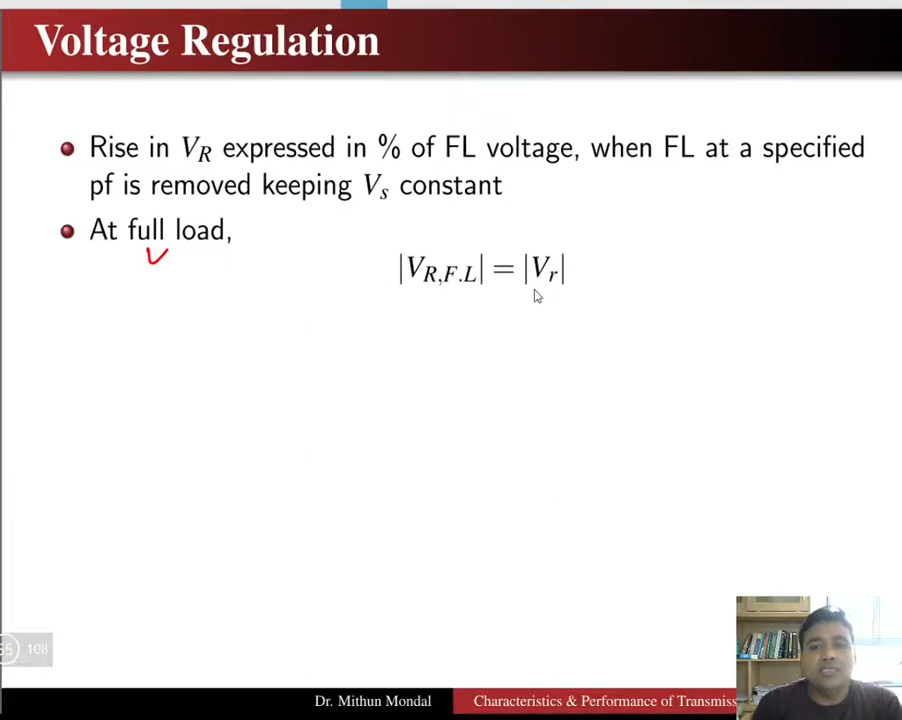 Voltage Regulation
Rise in V_R expressed in % of FL voltage, when FL at a specified
pf is removed keeping V_s constant
At full load,
|V_{R,F.L}| = |V_r|
108
Dr. Mithun Mondal
Characteristics & Performance of Transmiss